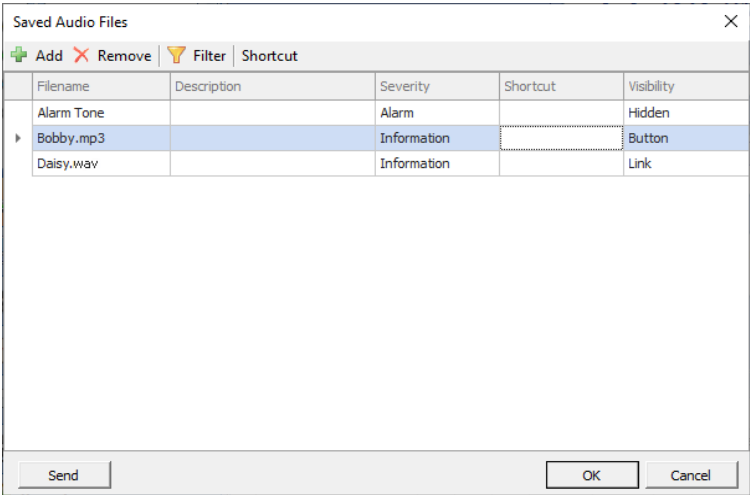 Saved Audio Files
Add Remove Filter Shortcut
Filename Description Severity Shortcut Visibility
Alarm Tone Alarm Hidden
Bobby.mp3 Information Button
Daisy.wav Information Link
Send OK Cancel